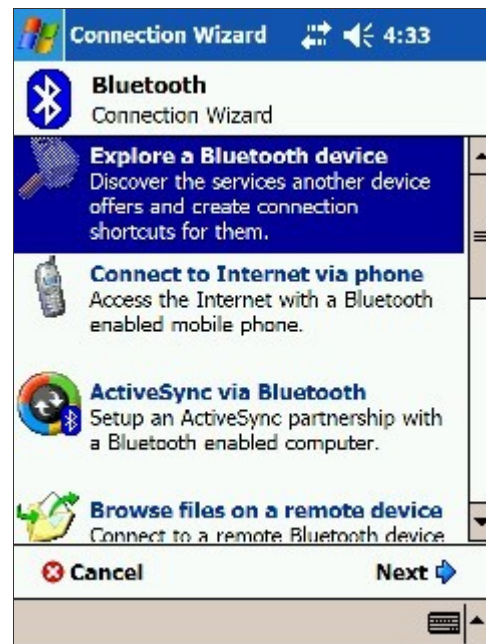 Connection Wizard 4:33
Bluetooth
Connection Wizard
Explore a Bluetooth device
Discover the services another device
offers and create connection
shortcuts for them.
Connect to Internet via phone
Access the Internet with a Bluetooth
enabled mobile phone.
ActiveSync via Bluetooth
Setup an ActiveSync partnership with
a Bluetooth enabled computer.
Browse files on a remote device
Connect to a remote Bluetooth device
Cancel Next